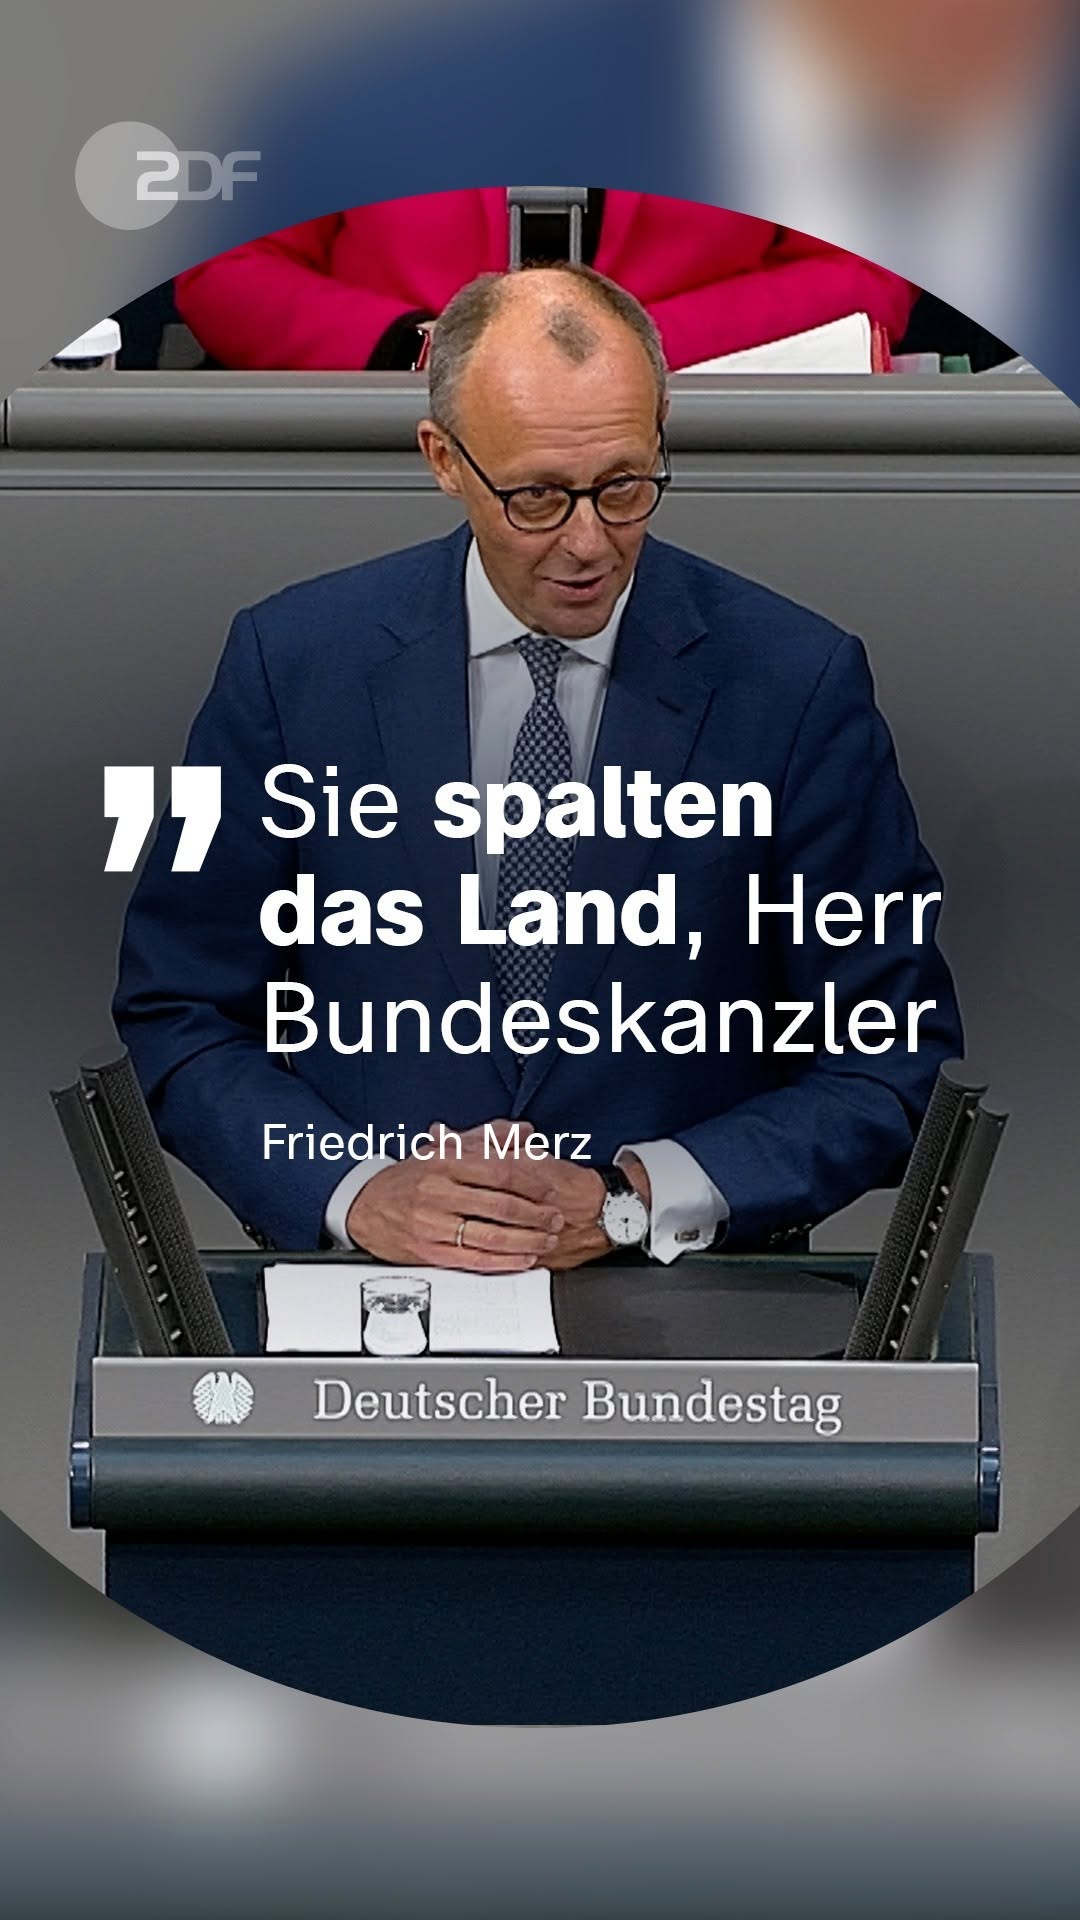 ZDF
„ Sie spalten
das Land, Herr
Bundeskanzler
Friedrich Merz
Deutscher Bundestag